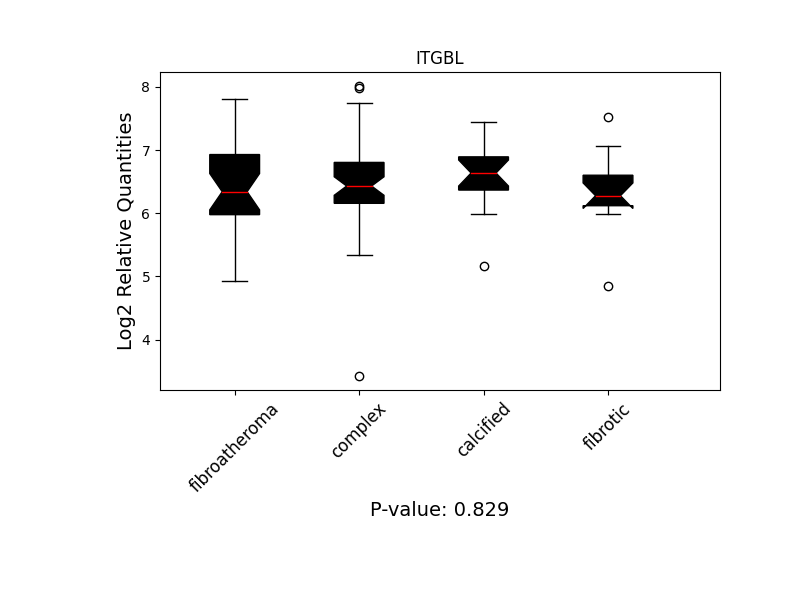 ITGBL
Log2 Relative Quantities
8
7
6
5
4
fibroatheroma
complex
calcified
fibrotic
P-value: 0.829